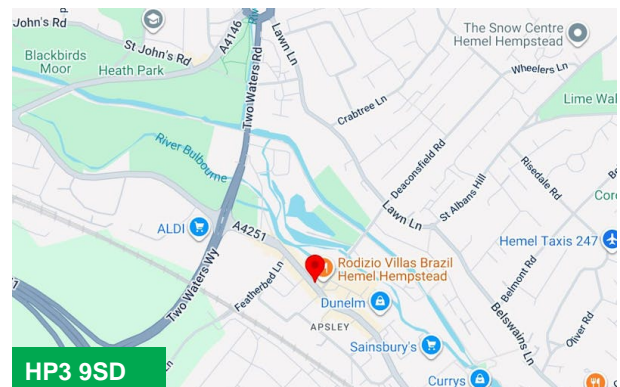 John's Rd
St John's Rd
A4146
Blackbirds
Moor
Heath Park
Two Waters Rd
Lawn Ln
The Snow Centre
Hemel Hempstead
Wheelers Ln
Crabtree Ln
Lime Wal
River Bulbourne
Deaconsfield Rd
Risedale Rd
St Albans Hill
Lawn Ln
Cor
ALDI
A4251
Two Waters Wy
Featherbed Ln
Rodizio Villas Brazil
Hemel Hempstead
Hemel Taxis 247
Belmont Rd
Dunelm
APSLEY
Belswains Ln
Oliver Rd
Sainsbury's
Currys
HP3 9SD